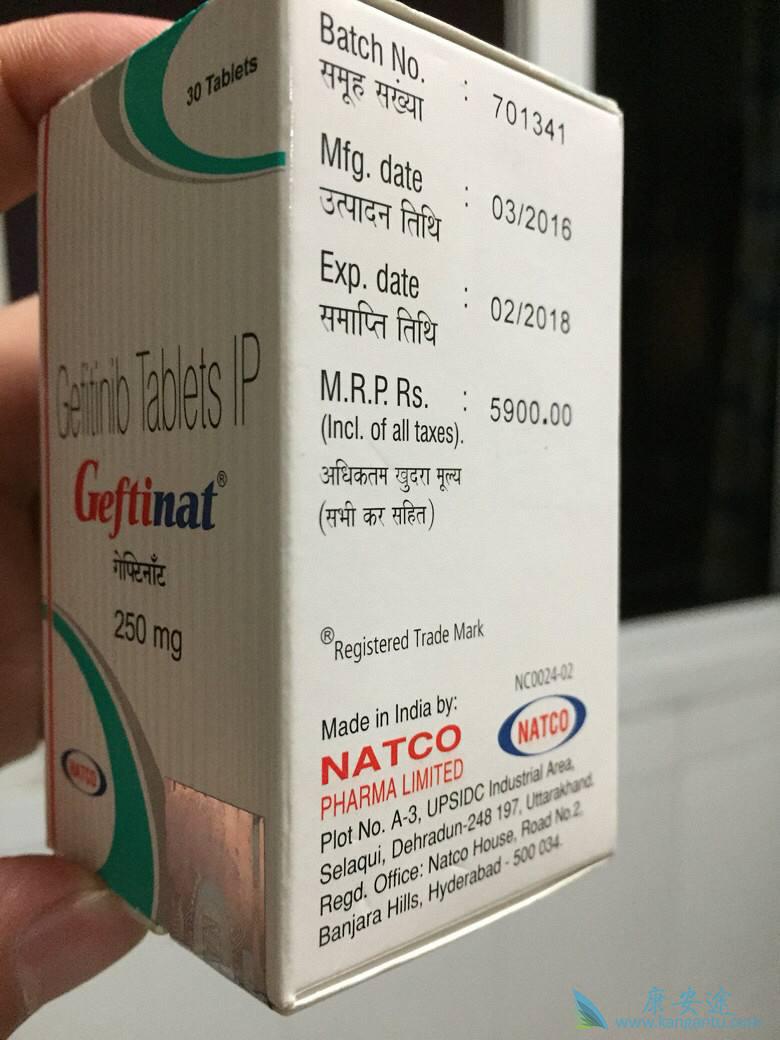 30 Tablets
Gefitinib Tablets IP
Geftinat®
गेफ्टिनाँट
250 mg
NATCO
Batch No. : 701341
समूह संख्या
Mfg. date : 03/2016
उत्पादन तिथि
Exp. date : 02/2018
समाप्ति तिथि
M.R.P. Rs. : 5900.00
(Incl. of all taxes).
अधिकतम खुदरा मूल्य
(सभी कर सहित)
®Registered Trade Mark
NC0024-02
Made in India by:
NATCO
NATCO
PHARMA LIMITED
Plot No. A-3, UPSIDC Industrial Area,
Selaqui, Dehradun-248 197, Uttarakhand.
Regd. Office: Natco House, Road No.2,
Banjara Hills, Hyderabad - 500 034.
康安途
www.kangantu.com